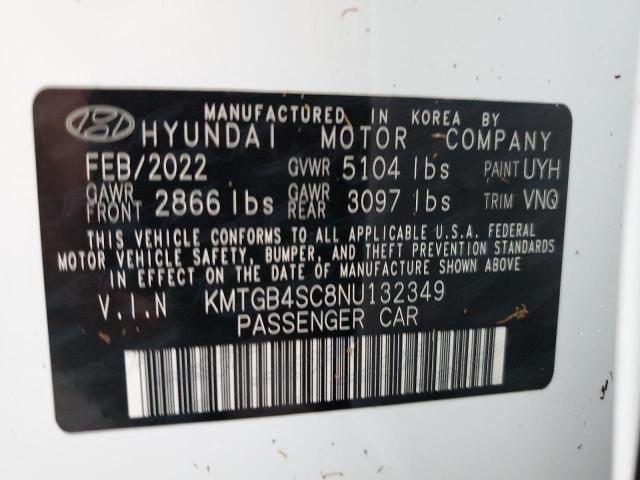 MANUFACTURED IN KOREA BY
HYUNDAI MOTOR COMPANY
FEB/2022 GVWR 5104 lbs PAINT UYH
GAWR FRONT 2866 lbs GAWR REAR 3097 lbs TRIM VNQ
THIS VEHICLE CONFORMS TO ALL APPLICABLE U.S.A. FEDERAL
MOTOR VEHICLE SAFETY, BUMPER, AND THEFT PREVENTION STANDARDS
IN EFFECT ON THE DATE OF MANUFACTURE SHOWN ABOVE.
V.I.N KMTGB4SC8NU132349
PASSENGER CAR